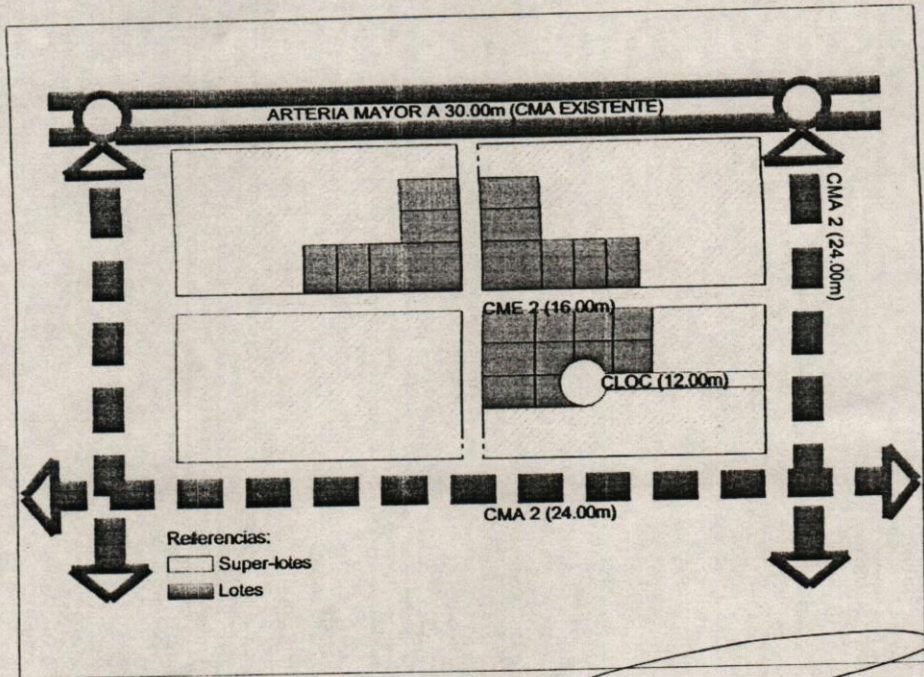 ARTERIA MAYOR A 30.00m (CMA EXISTENTE)
CMA 2 (24.00m)
CME 2 (16.00m)
CLOC (12.00m)
CMA 2 (24.00m)
Referencias:
Super-lotes
Lotes